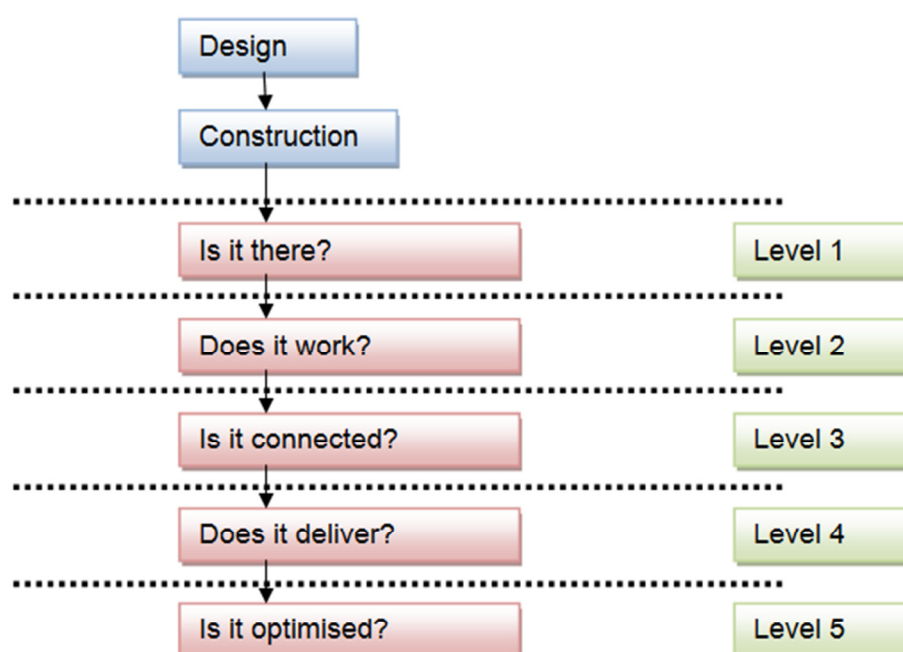 Design
Construction
Is it there?
Level 1
Does it work?
Level 2
Is it connected?
Level 3
Does it deliver?
Level 4
Is it optimised?
Level 5